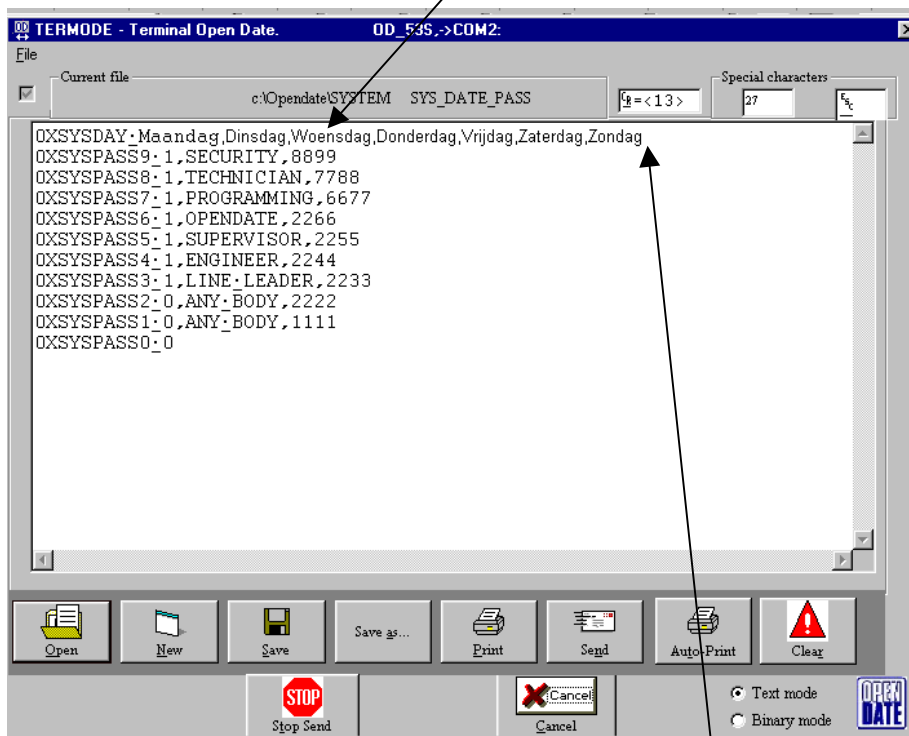 TERMODE - Terminal Open Date. OD_53S,->COM2:
File
Current file
c:\Opendate\SYSTEM SYS_DATE_PASS
CR=<13>
Special characters
27
ESC
0XSYSDAY·Maandag,Dinsdag,Woensdag,Donderdag,Vrijdag,Zaterdag,Zondag
0XSYSPASS9·1,SECURITY,8899
0XSYSPASS8·1,TECHNICIAN,7788
0XSYSPASS7·1,PROGRAMMING,6677
0XSYSPASS6·1,OPENDATE,2266
0XSYSPASS5·1,SUPERVISOR,2255
0XSYSPASS4·1,ENGINEER,2244
0XSYSPASS3·1,LINE·LEADER,2233
0XSYSPASS2·0,ANY·BODY,2222
0XSYSPASS1·0,ANY·BODY,1111
0XSYSPASS0·0
Open New Save Save as... Print Send Auto-Print Clear
STOP
Stop Send
Cancel
Cancel
Text mode
Binary mode
OPEN
DATE